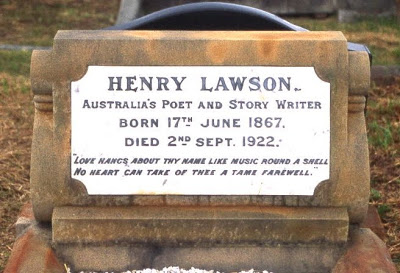 HENRY LAWSON.
AUSTRALIA'S POET AND STORY WRITER
BORN 17TH JUNE 1867.
DIED 2ND SEPT. 1922.
"LOVE HANGS ABOUT THY NAME LIKE MUSIC ROUND A SHELL
NO HEART CAN TAKE OF THEE A TAME FAREWELL."